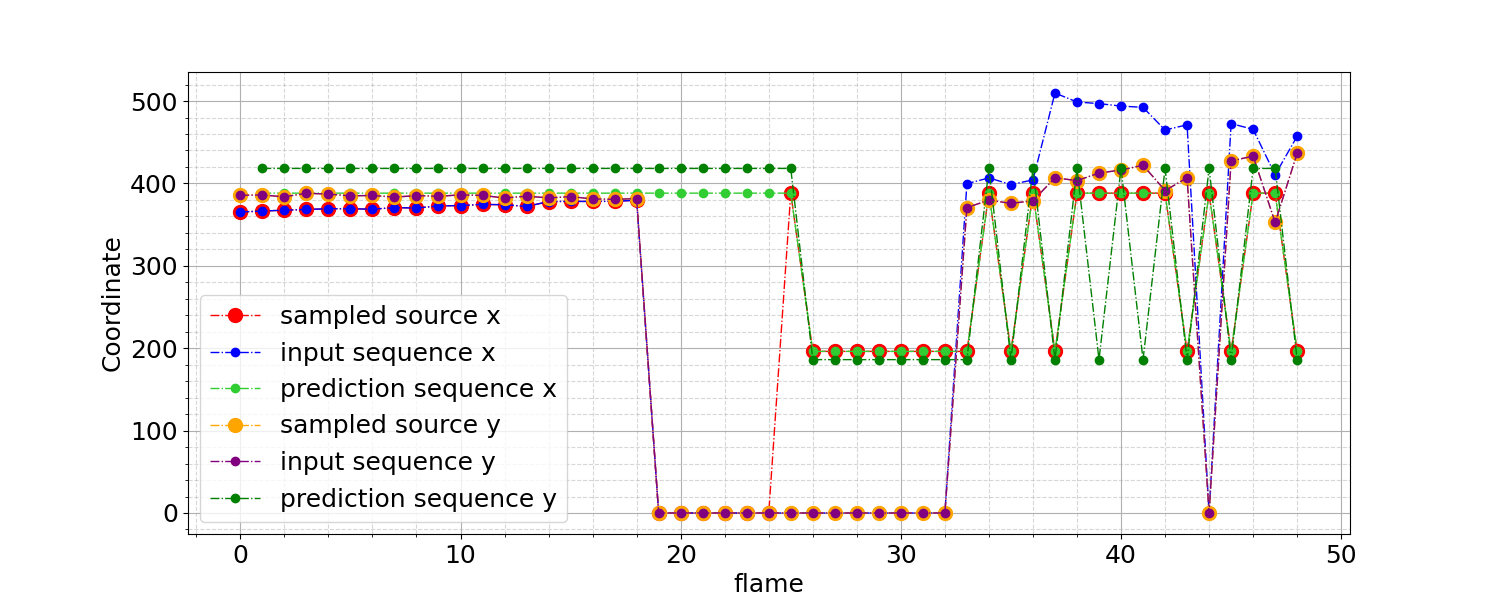 500
400
300
200
100
0
Coordinate
sampled source x
input sequence x
prediction sequence x
sampled source y
input sequence y
prediction sequence y
0 10 20 30 40 50
flame